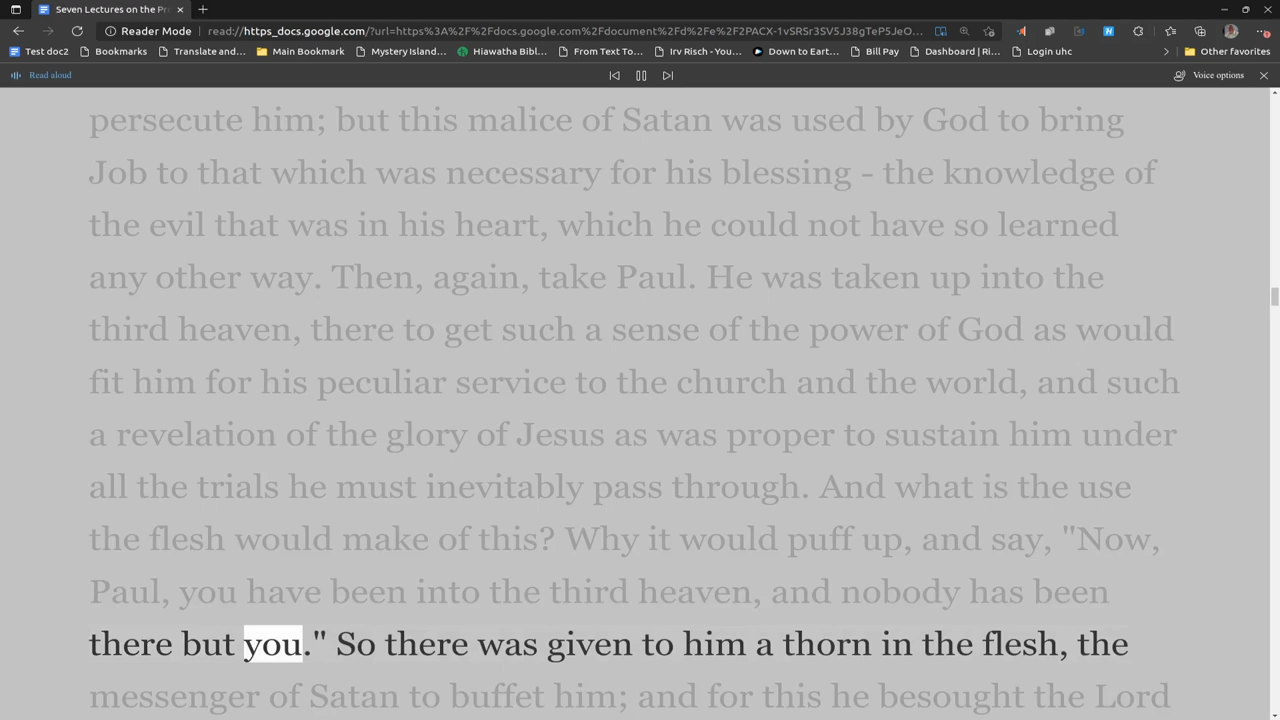 Seven Lectures on the Pro
Reader Mode read://https_docs.google.com/?url=https%3A%2F%2Fdocs.google.com%2Fdocument%2Fd%2Fe%2F2PACX-1vSRSr3SV5J38gTeP5JeO...
Test doc2 Bookmarks Translate and... Main Bookmark Mystery Island... Hiawatha Bibl... From Text To... Irv Risch - You... Down to Eart... Bill Pay Dashboard | Ri... Login uhc Other favorites
Read aloud Voice options
persecute him; but this malice of Satan was used by God to bring
Job to that which was necessary for his blessing - the knowledge of
the evil that was in his heart, which he could not have so learned
any other way. Then, again, take Paul. He was taken up into the
third heaven, there to get such a sense of the power of God as would
fit him for his peculiar service to the church and the world, and such
a revelation of the glory of Jesus as was proper to sustain him under
all the trials he must inevitably pass through. And what is the use
the flesh would make of this? Why it would puff up, and say, "Now,
Paul, you have been into the third heaven, and nobody has been
there but you." So there was given to him a thorn in the flesh, the
messenger of Satan to buffet him; and for this he besought the Lord